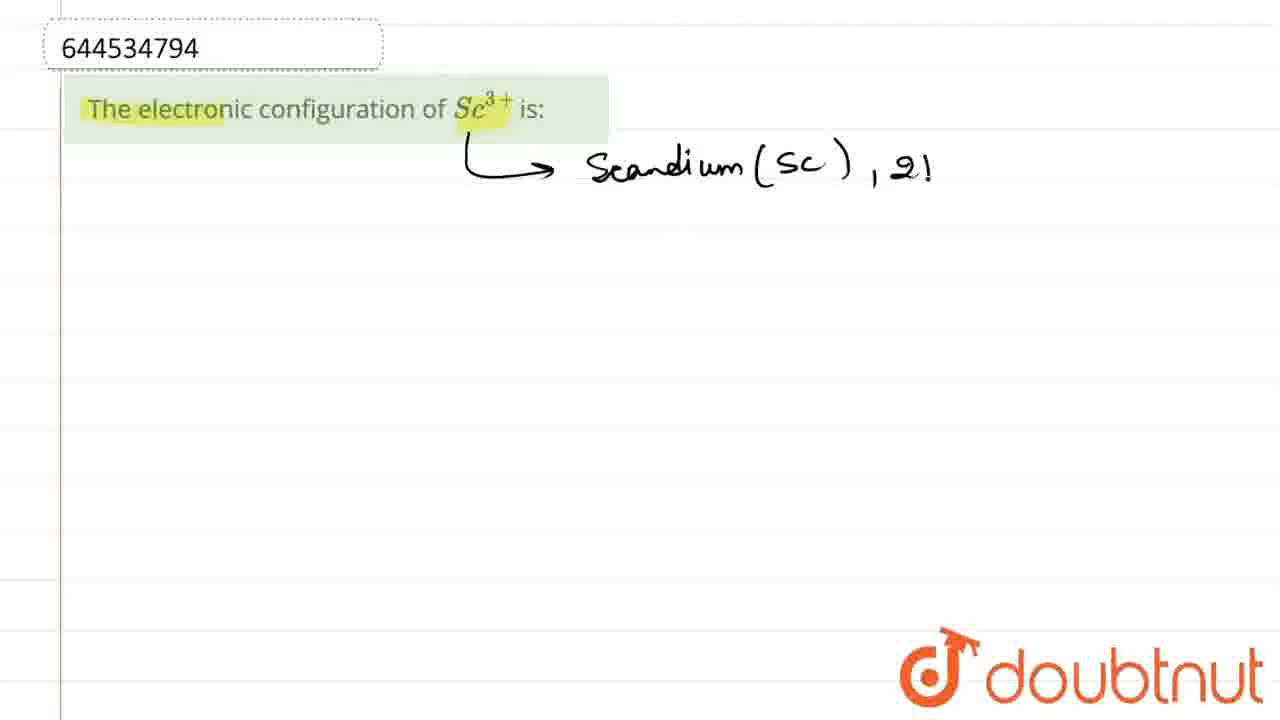 644534794
The electronic configuration of Sc³⁺ is:
Scandium (Sc), 21
doubtnut